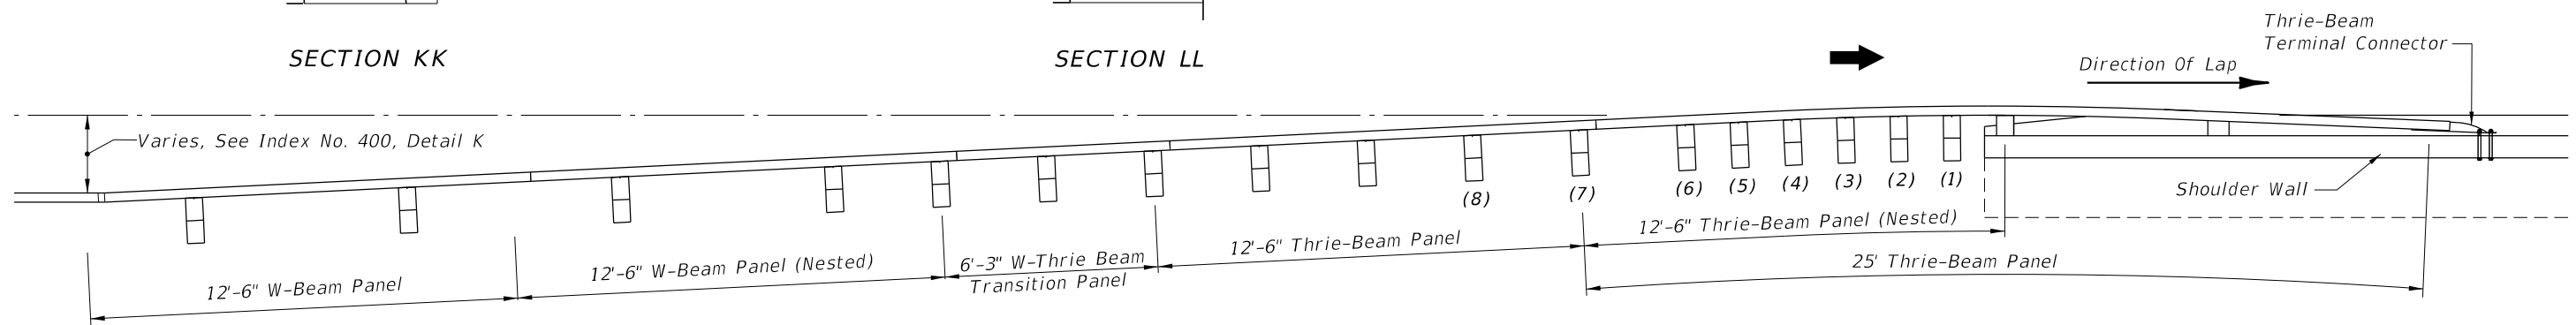 SECTION KK
SECTION LL
Thrie-Beam
Terminal Connector
Direction Of Lap
Varies, See Index No. 400, Detail K
Shoulder Wall
(8)
(7)
(6)
(5)
(4)
(3)
(2)
(1)
12'-6" W-Beam Panel
12'-6" W-Beam Panel (Nested)
6'-3" W-Thrie Beam
Transition Panel
12'-6" Thrie-Beam Panel
12'-6" Thrie-Beam Panel (Nested)
25' Thrie-Beam Panel